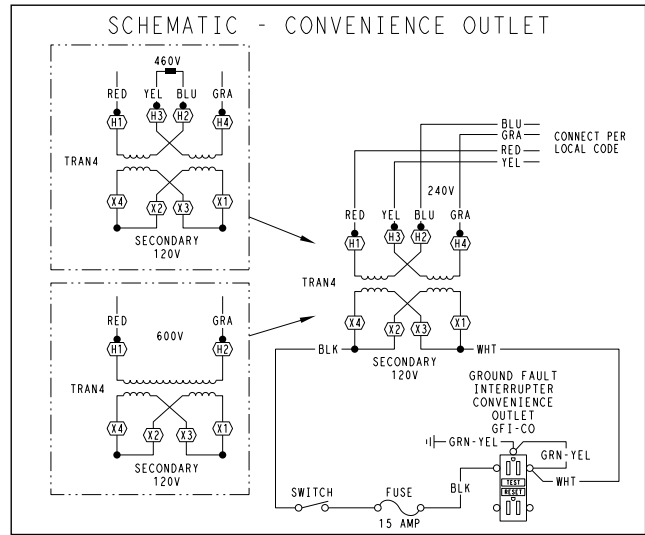 SCHEMATIC - CONVENIENCE OUTLET
460V
RED YEL BLU GRA
H1 H3 H2 H4
TRAN4
X4 X2 X3 X1
SECONDARY
120V
RED GRA
600V
H1 H2
TRAN4
X4 X2 X3 X1
SECONDARY
120V
BLU
GRA
RED
YEL
CONNECT PER
LOCAL CODE
240V
RED YEL BLU GRA
H1 H3 H2 H4
TRAN4
X4 X2 X3 X1
BLK
WHT
SECONDARY
120V
GROUND FAULT
INTERRUPTER
CONVENIENCE
OUTLET
GFI-CO
GRN-YEL
GRN-YEL
WHT
BLK
TEST
RESET
SWITCH
FUSE
15 AMP